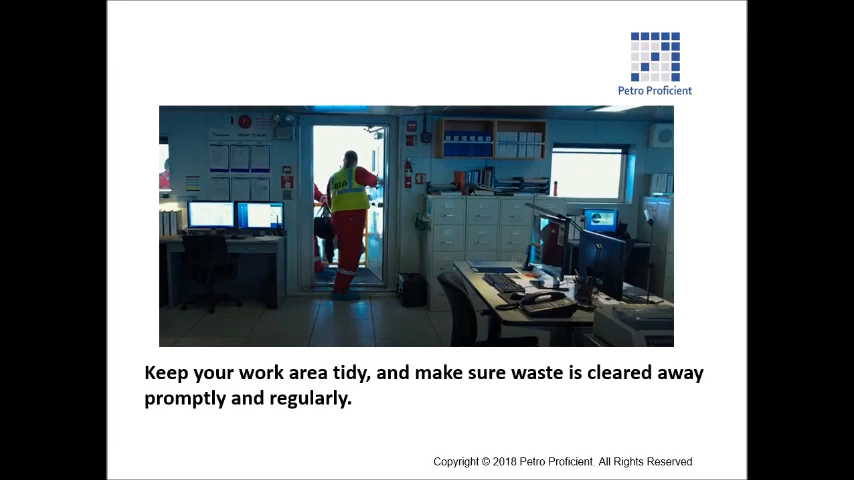 Petro Proficient
Keep your work area tidy, and make sure waste is cleared away
promptly and regularly.
Copyright © 2018 Petro Proficient. All Rights Reserved